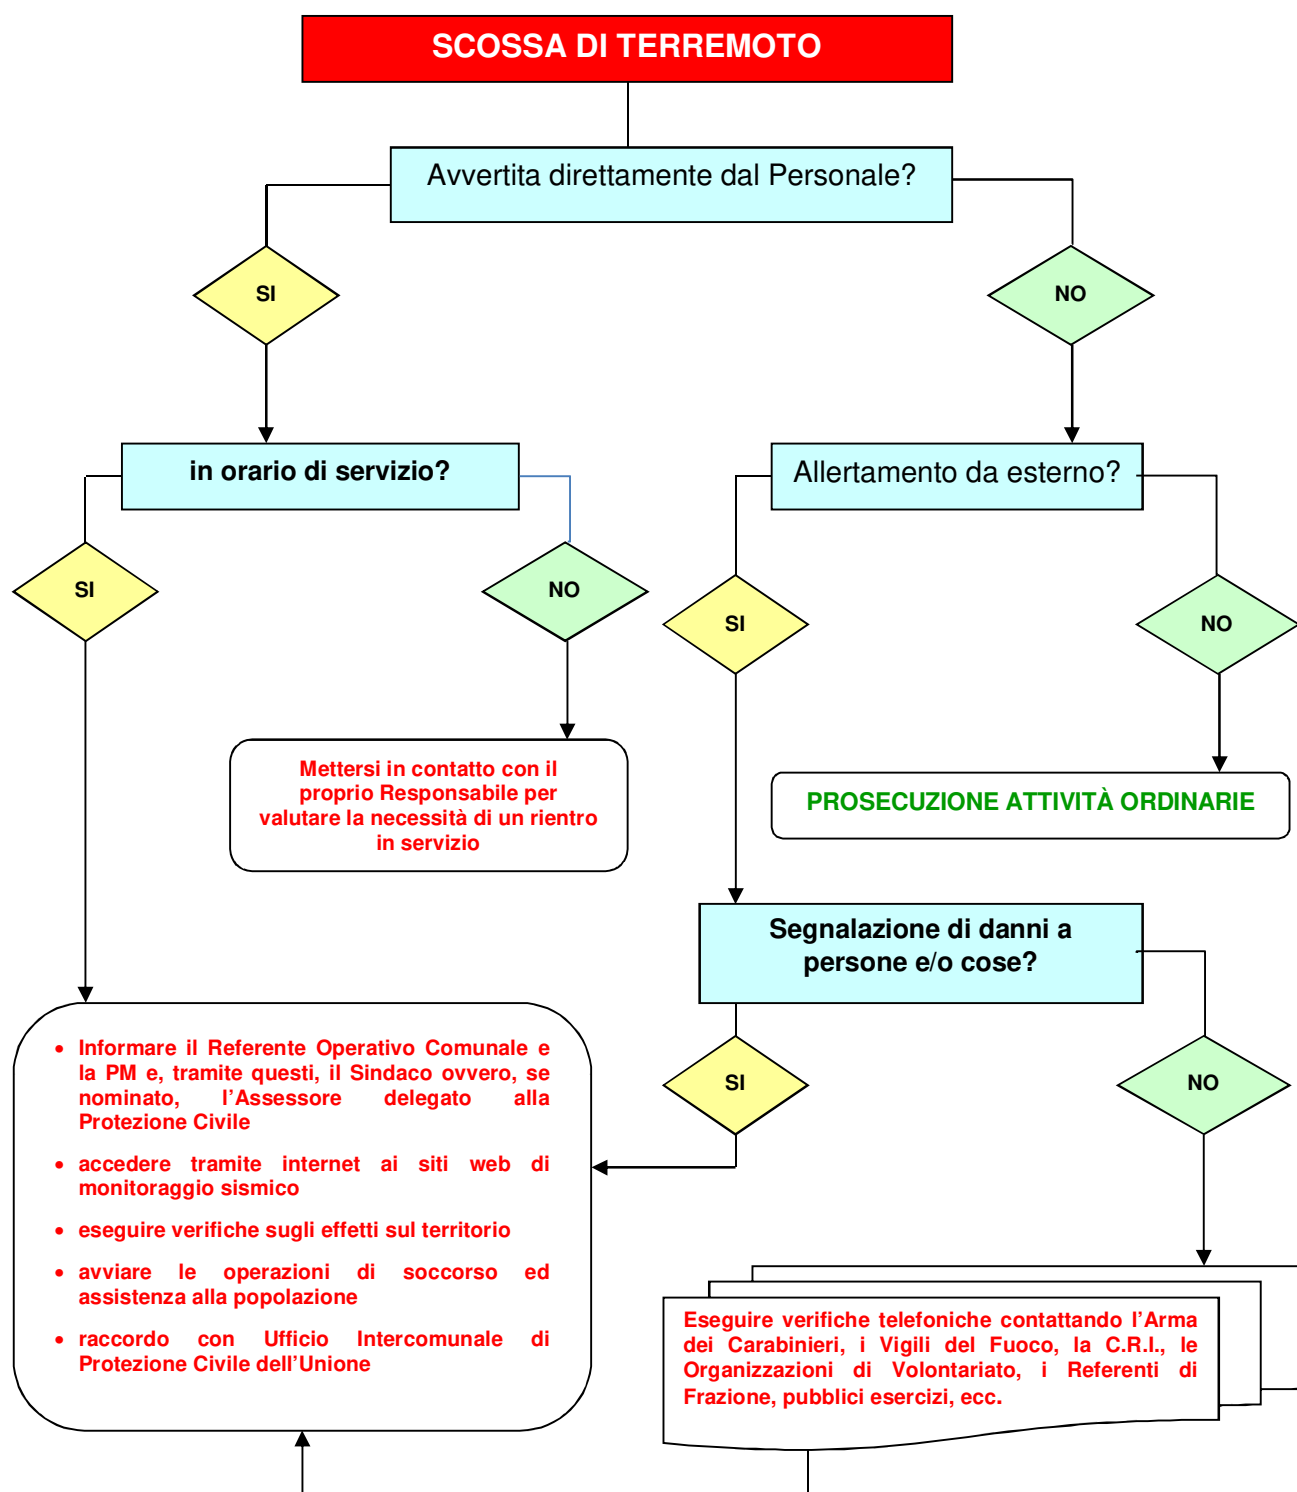 SCOSSA DI TERREMOTO
Avvertita direttamente dal Personale?
SI
NO
in orario di servizio?
Allertamento da esterno?
SI
NO
SI
NO
Mettersi in contatto con il
proprio Responsabile per
valutare la necessità di un rientro
in servizio
PROSECUZIONE ATTIVITÀ ORDINARIE
Segnalazione di danni a
persone e/o cose?
SI
NO
• Informare il Referente Operativo Comunale e
la PM e, tramite questi, il Sindaco ovvero, se
nominato, l’Assessore delegato alla
Protezione Civile
• accedere tramite internet ai siti web di
monitoraggio sismico
• eseguire verifiche sugli effetti sul territorio
• avviare le operazioni di soccorso ed
assistenza alla popolazione
• raccordo con Ufficio Intercomunale di
Protezione Civile dell’Unione
Eseguire verifiche telefoniche contattando l’Arma
dei Carabinieri, i Vigili del Fuoco, la C.R.I., le
Organizzazioni di Volontariato, i Referenti di
Frazione, pubblici esercizi, ecc.